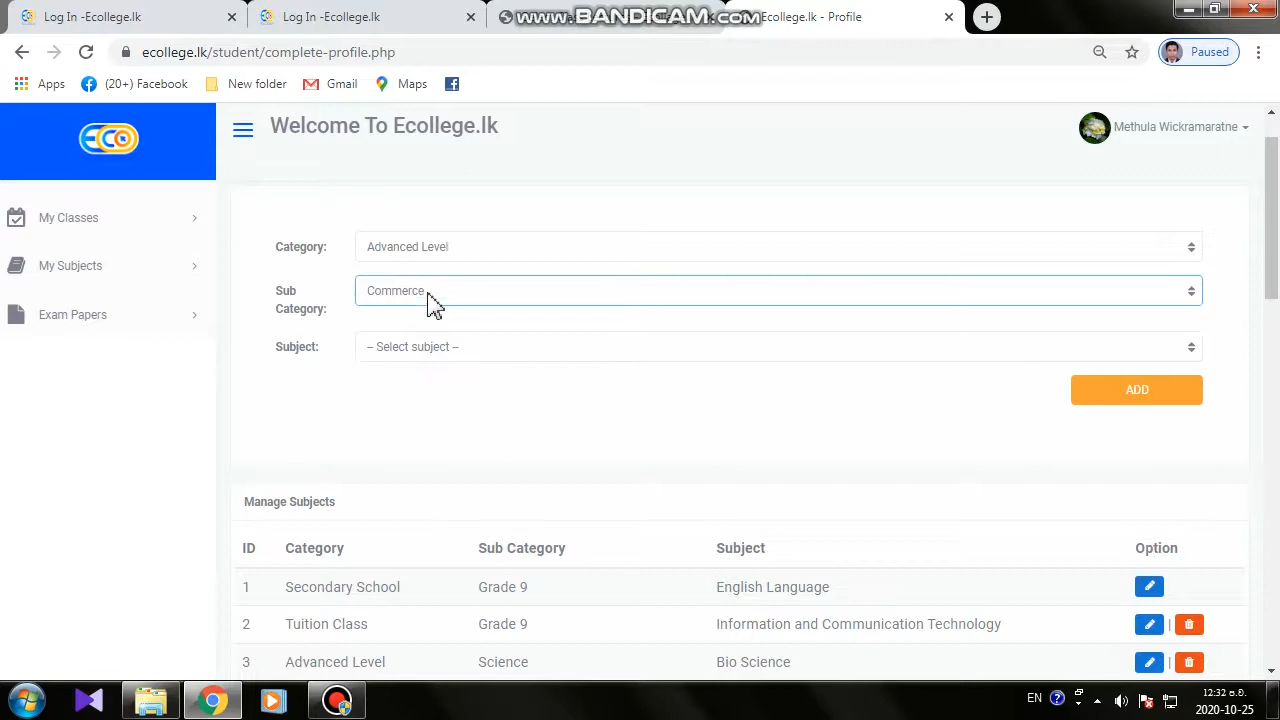 Log In -Ecollege.lk
Log In -Ecollege.lk
www.BANDICAM.com
Ecollege.lk - Profile
ecollege.lk/student/complete-profile.php
Paused
Apps
(20+) Facebook
New folder
Gmail
Maps
ECO
Welcome To Ecollege.lk
Methula Wickramaratne
My Classes
My Subjects
Exam Papers
Category:
Advanced Level
Sub Category:
Commerce
Subject:
-- Select subject --
ADD
Manage Subjects
ID Category Sub Category Subject Option
1 Secondary School Grade 9 English Language
2 Tuition Class Grade 9 Information and Communication Technology |
3 Advanced Level Science Bio Science |
EN
12:32 ප.ව.
2020-10-25